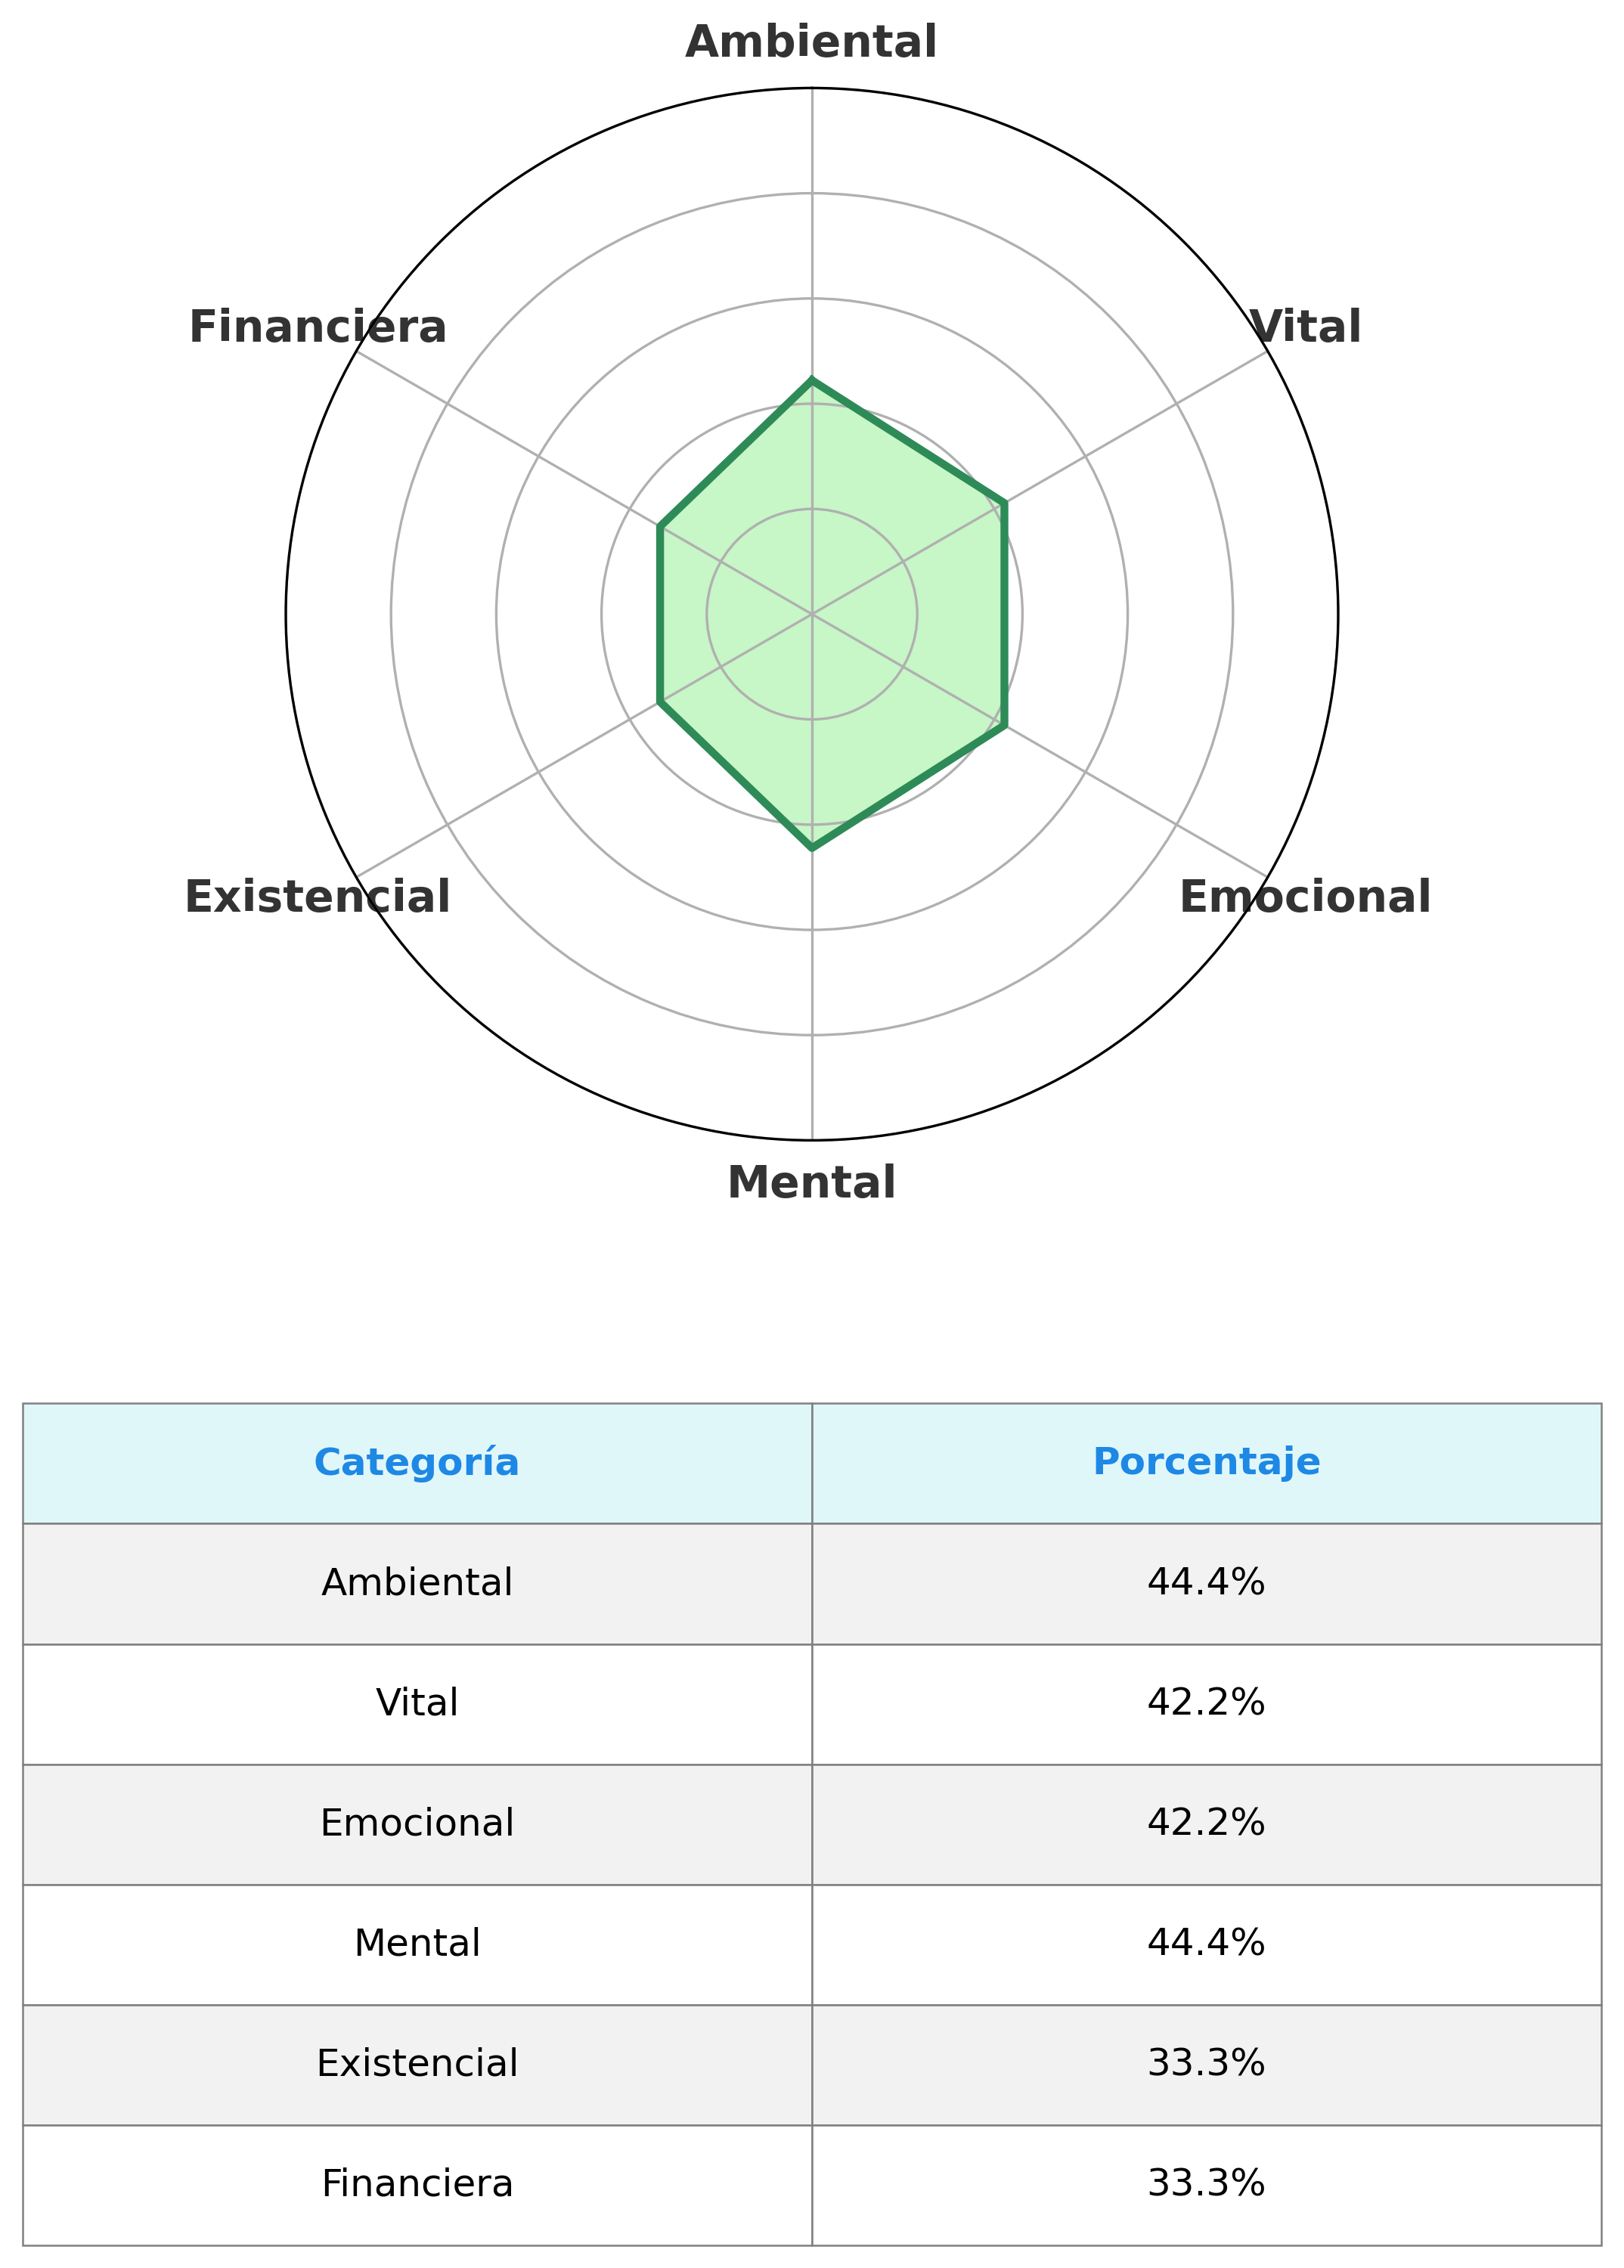 Ambiental
Financiera
Vital
Existencial
Emocional
Mental
Categoría Porcentaje
Ambiental 44.4%
Vital 42.2%
Emocional 42.2%
Mental 44.4%
Existencial 33.3%
Financiera 33.3%